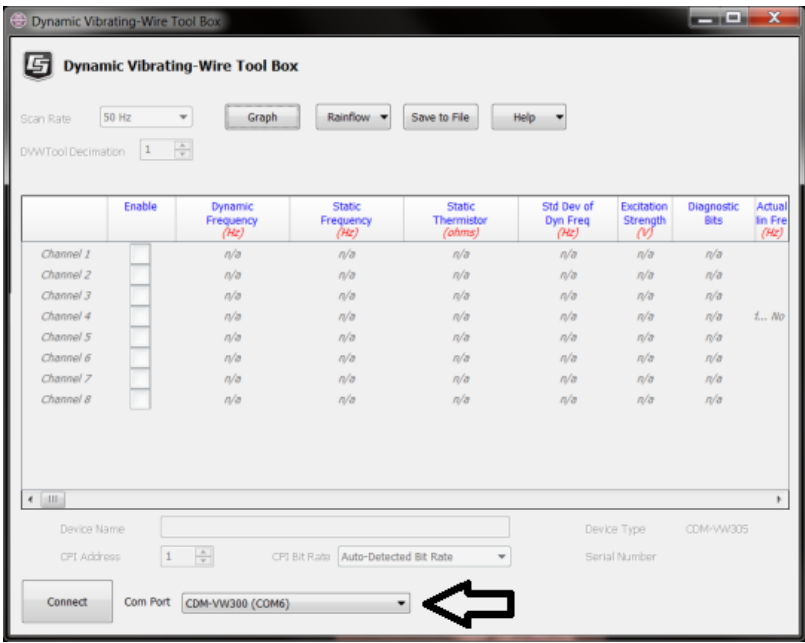 Dynamic Vibrating-Wire Tool Box
Dynamic Vibrating-Wire Tool Box
Scan Rate 50 Hz Graph Rainflow Save to File Help
DVWTool Decimation 1
Enable Dynamic Static Static Std Dev of Excitation Diagnostic Actual
Frequency Frequency Thermistor Dyn Freq Strength Bits lin Fre
(Hz) (Hz) (ohms) (Hz) (V) (Hz)
Channel 1 n/a n/a n/a n/a n/a n/a
Channel 2 n/a n/a n/a n/a n/a n/a
Channel 3 n/a n/a n/a n/a n/a n/a
Channel 4 n/a n/a n/a n/a n/a n/a No
Channel 5 n/a n/a n/a n/a n/a n/a
Channel 6 n/a n/a n/a n/a n/a n/a
Channel 7 n/a n/a n/a n/a n/a n/a
Channel 8 n/a n/a n/a n/a n/a n/a
Device Name Device Type CDM-VW305
CPI Address 1 CPI Bit Rate Auto-Detected Bit Rate Serial Number
Connect Com Port CDM-VW300 (COM6)